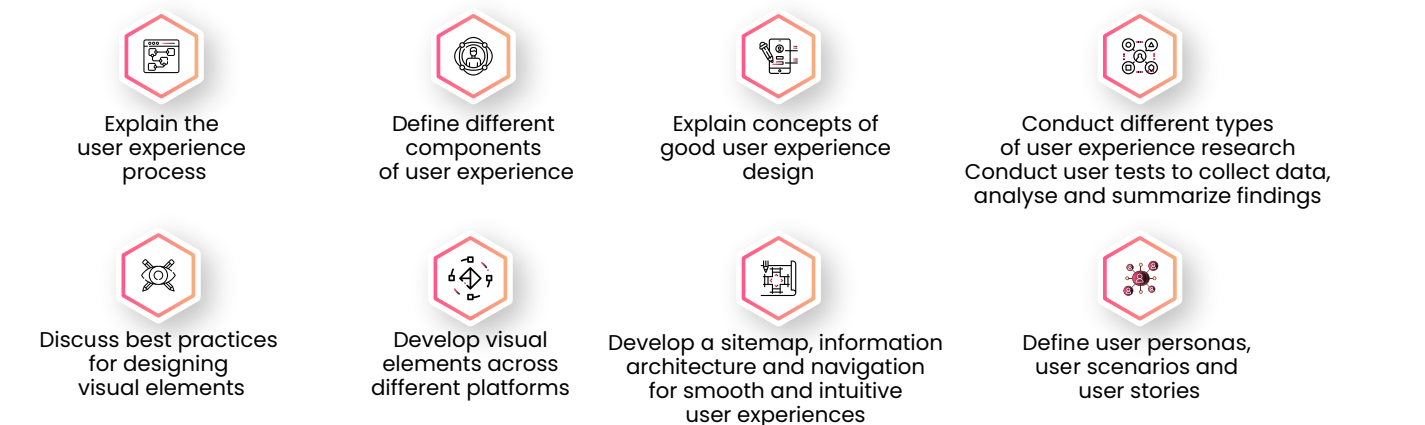 Explain the
user experience
process
Define different
components
of user experience
Explain concepts of
good user experience
design
Conduct different types
of user experience research
Conduct user tests to collect data,
analyse and summarize findings
Discuss best practices
for designing
visual elements
Develop visual
elements across
different platforms
Develop a sitemap, information
architecture and navigation
for smooth and intuitive
user experiences
Define user personas,
user scenarios and
user stories